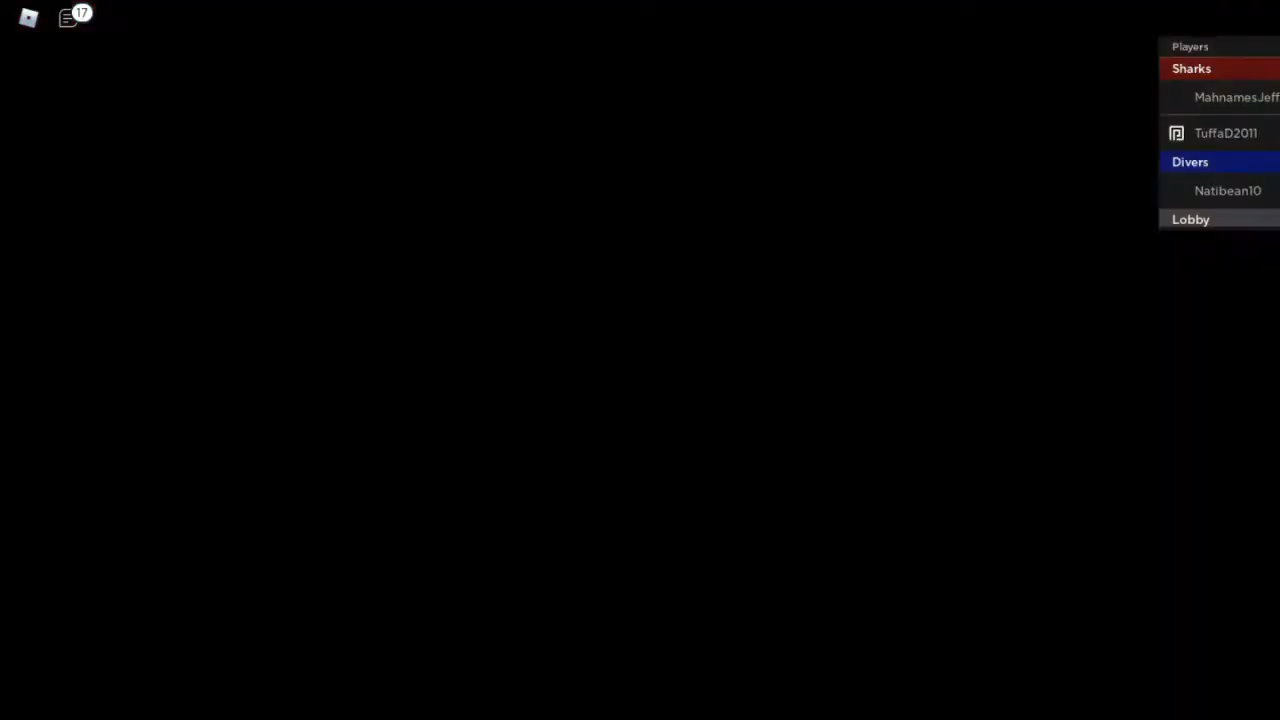 17
Players
Sharks
MahnamesJeff
TuffaD2011
Divers
Natibean10
Lobby